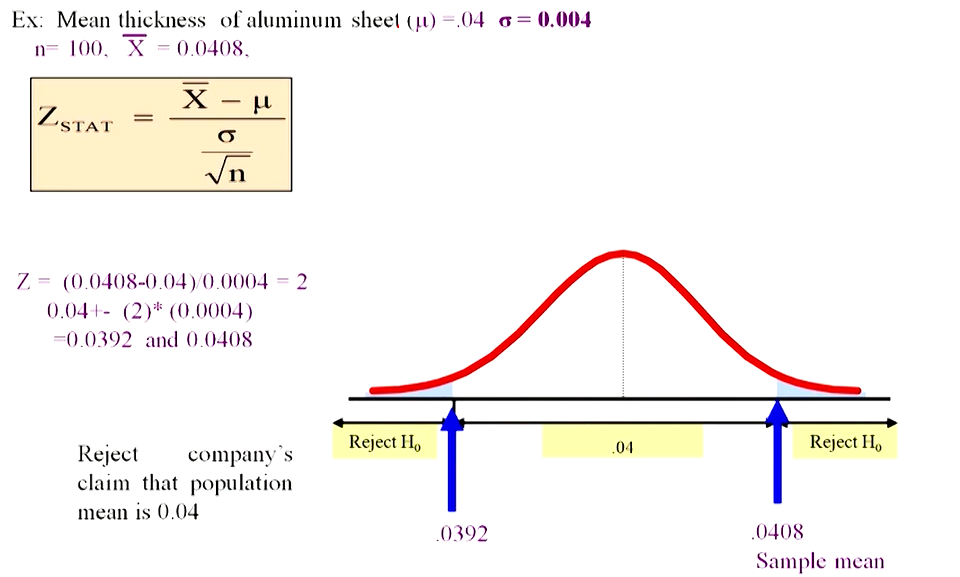 Ex: Mean thickness of aluminum sheet (μ) =.04 σ = 0.004
n= 100, X̅ = 0.0408,
Z_STAT = (X̅ − μ) / (σ / √n)
Z = (0.0408-0.04)/0.0004 = 2
0.04+- (2)* (0.0004)
=0.0392 and 0.0408
Reject company`s
claim that population
mean is 0.04
Reject H₀
.04
Reject H₀
.0392
.0408
Sample mean